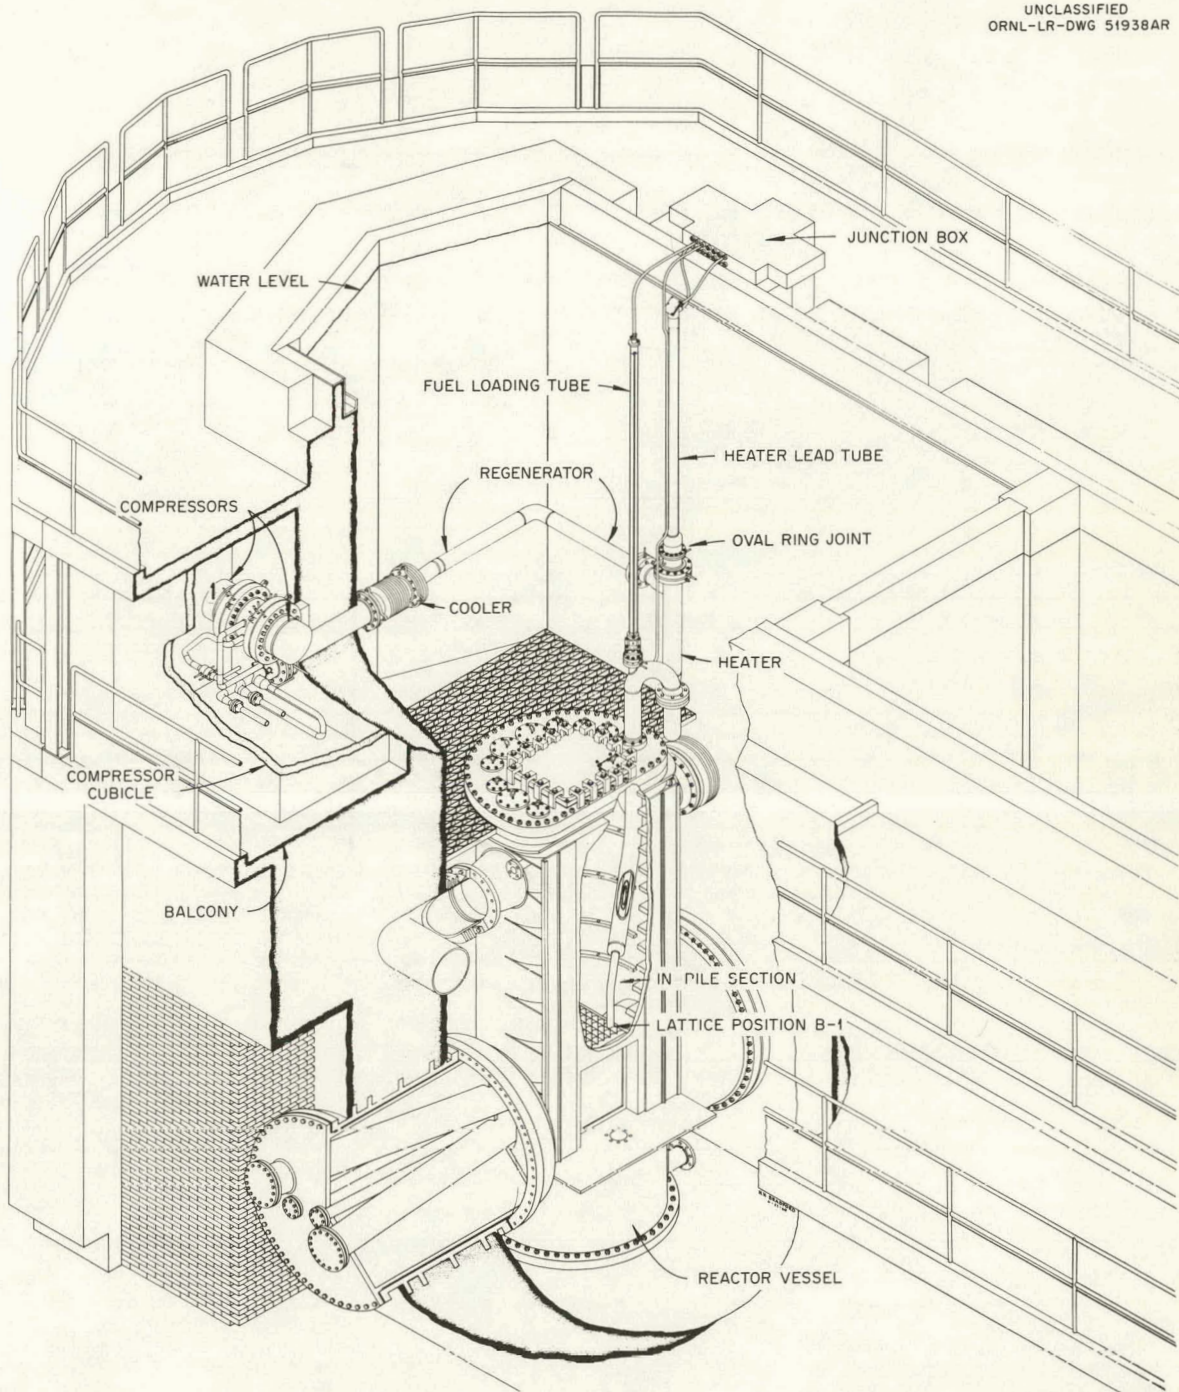 UNCLASSIFIED
ORNL-LR-DWG 51938AR
JUNCTION BOX
WATER LEVEL
FUEL LOADING TUBE
HEATER LEAD TUBE
REGENERATOR
COMPRESSORS
OVAL RING JOINT
COOLER
HEATER
COMPRESSOR
CUBICLE
BALCONY
IN PILE SECTION
LATTICE POSITION B-1
REACTOR VESSEL